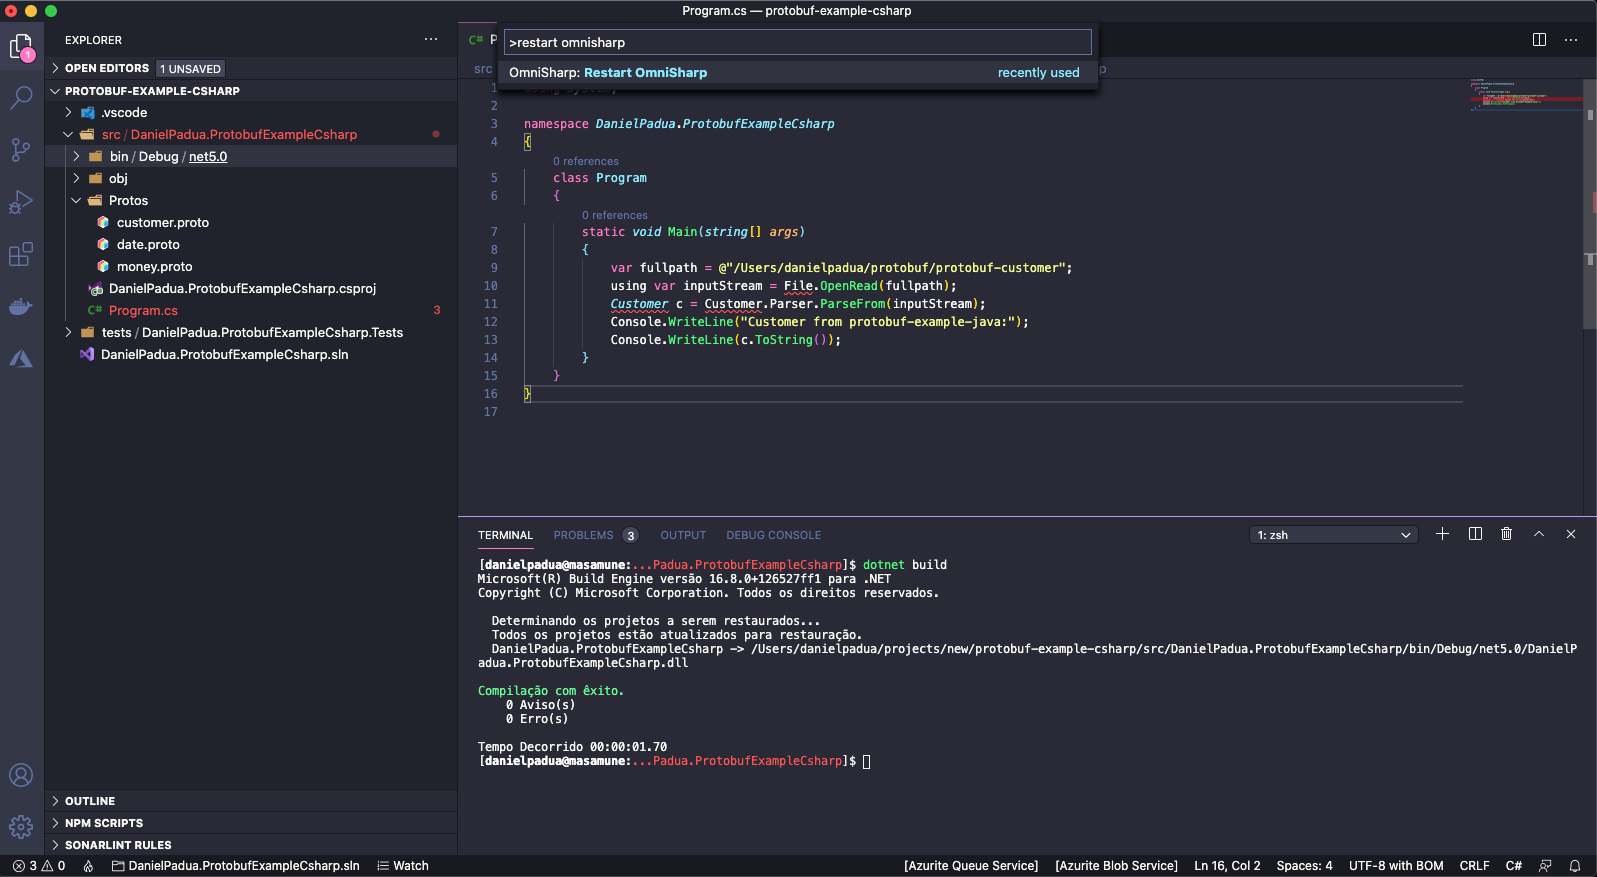 Program.cs — protobuf-example-csharp
EXPLORER
OPEN EDITORS 1 UNSAVED
PROTOBUF-EXAMPLE-CSHARP
.vscode
src / DanielPadua.ProtobufExampleCsharp
bin / Debug / net5.0
obj
Protos
customer.proto
date.proto
money.proto
DanielPadua.ProtobufExampleCsharp.csproj
C# Program.cs 3
tests / DanielPadua.ProtobufExampleCsharp.Tests
DanielPadua.ProtobufExampleCsharp.sln
OUTLINE
NPM SCRIPTS
SONARLINT RULES
1
C# P
>restart omnisharp
OmniSharp: Restart OmniSharp recently used
src p
1 using System;
2
3 namespace DanielPadua.ProtobufExampleCsharp
4 {
0 references
5 class Program
6 {
0 references
7 static void Main(string[] args)
8 {
9 var fullpath = @"/Users/danielpadua/protobuf/protobuf-customer";
10 using var inputStream = File.OpenRead(fullpath);
11 Customer c = Customer.Parser.ParseFrom(inputStream);
12 Console.WriteLine("Customer from protobuf-example-java:");
13 Console.WriteLine(c.ToString());
14 }
15 }
16 }
17
TERMINAL PROBLEMS 3 OUTPUT DEBUG CONSOLE 1: zsh
[danielpadua@masamune:...Padua.ProtobufExampleCsharp]$ dotnet build
Microsoft(R) Build Engine versão 16.8.0+126527ff1 para .NET
Copyright (C) Microsoft Corporation. Todos os direitos reservados.
Determinando os projetos a serem restaurados...
Todos os projetos estão atualizados para restauração.
DanielPadua.ProtobufExampleCsharp -> /Users/danielpadua/projects/new/protobuf-example-csharp/src/DanielPadua.ProtobufExampleCsharp/bin/Debug/net5.0/DanielP
adua.ProtobufExampleCsharp.dll
Compilação com êxito.
0 Aviso(s)
0 Erro(s)
Tempo Decorrido 00:00:01.70
[danielpadua@masamune:...Padua.ProtobufExampleCsharp]$
3 0 DanielPadua.ProtobufExampleCsharp.sln Watch [Azurite Queue Service] [Azurite Blob Service] Ln 16, Col 2 Spaces: 4 UTF-8 with BOM CRLF C#